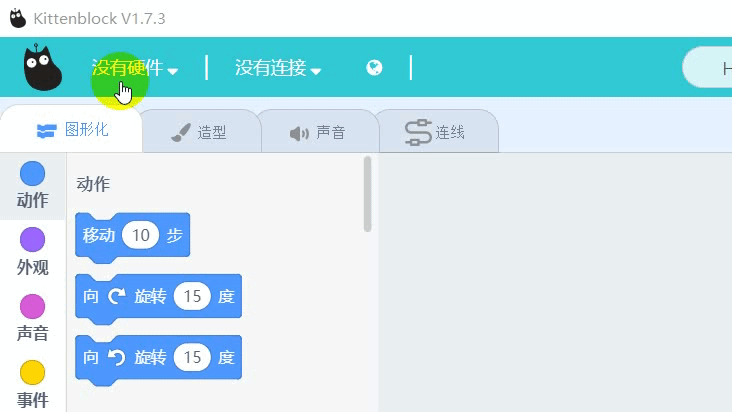 Kittenblock V1.7.3
没有硬件 没有连接 H
图形化 造型 声音 连线
动作
外观
声音
事件
动作
移动 10 步
向 旋转 15 度
向 旋转 15 度